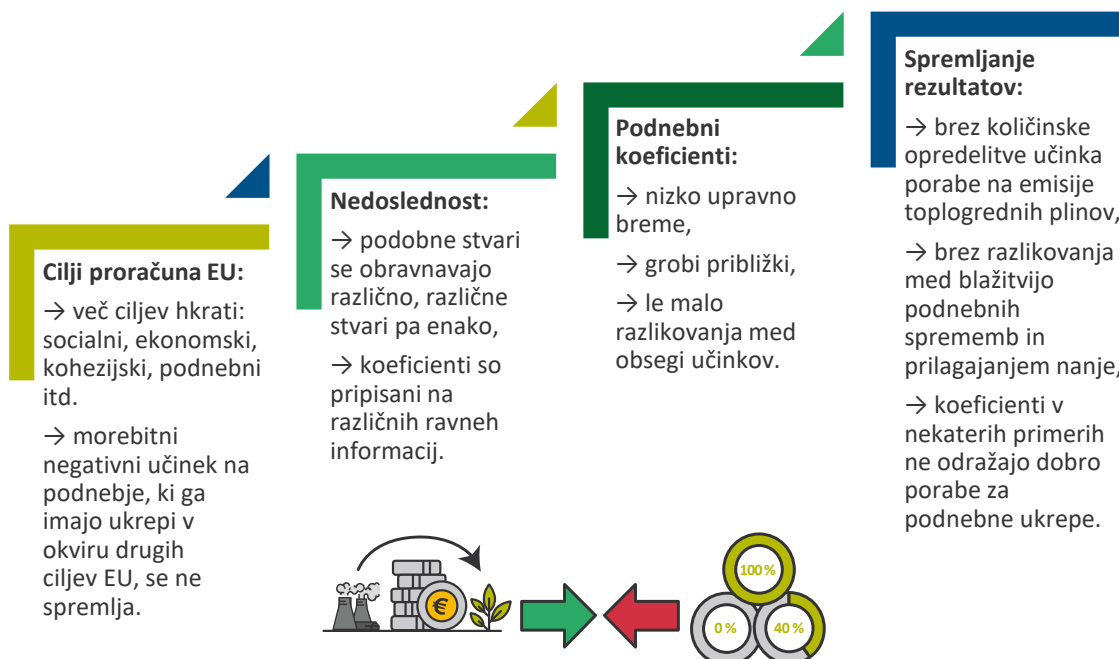 Cilji proračuna EU:
→ več ciljev hkrati:
socialni, ekonomski,
kohezijski, podnebni
itd.
→ morebitni
negativni učinek na
podnebje, ki ga
imajo ukrepi v
okviru drugih
ciljev EU, se ne
spremlja.
Nedoslednost:
→ podobne stvari
se obravnavajo
različno, različne
stvari pa enako,
→ koeficienti so
pripisani na
različnih ravneh
informacij.
Podnebni
koeficienti:
→ nizko upravno
breme,
→ grobi približki,
→ le malo
razlikovanja med
obsegi učinkov.
Spremljanje
rezultatov:
→ brez količinske
opredelitve učinka
porabe na emisije
toplogrednih plinov,
→ brez razlikovanja
med blažitvijo
podnebnih
sprememb in
prilagajanjem nanje,
→ koeficienti v
nekaterih primerih
ne odražajo dobro
porabe za
podnebne ukrepe.
€
100 %
0 %
40 %